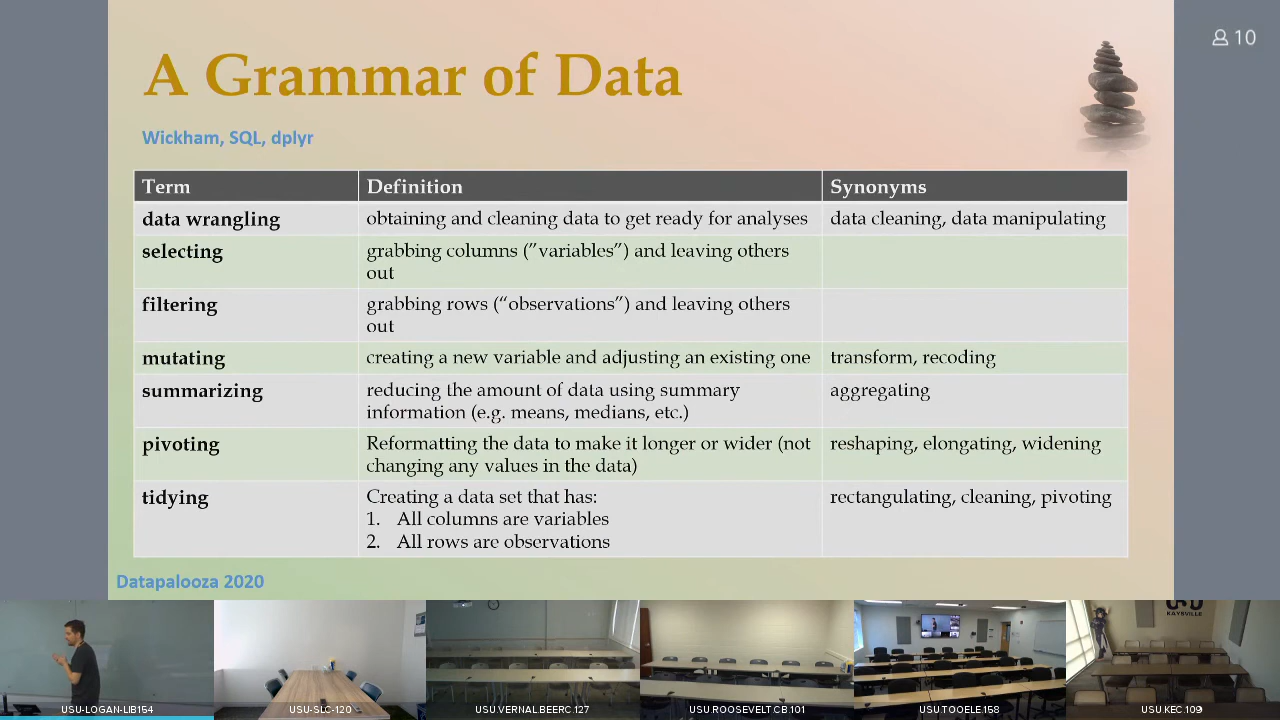 A Grammar of Data
10
Wickham, SQL, dplyr
Term Definition Synonyms
data wrangling obtaining and cleaning data to get ready for analyses data cleaning, data manipulating
selecting grabbing columns (”variables”) and leaving others
out
filtering grabbing rows (“observations”) and leaving others
out
mutating creating a new variable and adjusting an existing one transform, recoding
summarizing reducing the amount of data using summary aggregating
information (e.g. means, medians, etc.)
pivoting Reformatting the data to make it longer or wider (not reshaping, elongating, widening
changing any values in the data)
tidying Creating a data set that has: rectangulating, cleaning, pivoting
1. All columns are variables
2. All rows are observations
Datapalooza 2020
USU
KAYSVILLE
USU-LOGAN-LIB154 USU-SLC-120 USU.VERNAL.BEERC.127 USU.ROOSEVELT.CB.101 USU.TOOELE.158 USU.KEC.109